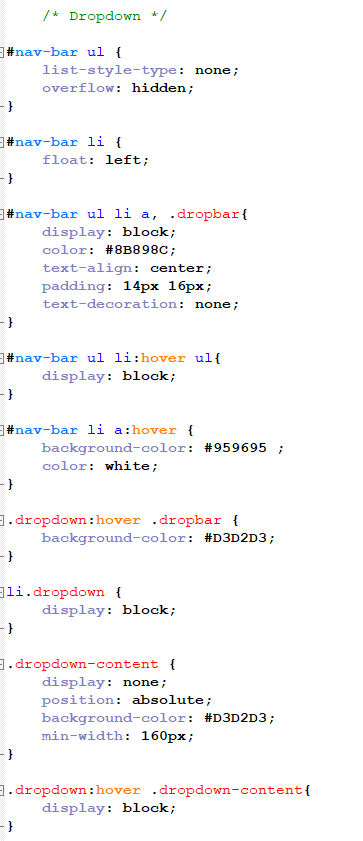 /* Dropdown */
#nav-bar ul {
list-style-type: none;
overflow: hidden;
}
#nav-bar li {
float: left;
}
#nav-bar ul li a, .dropbar{
display: block;
color: #8B898C;
text-align: center;
padding: 14px 16px;
text-decoration: none;
}
#nav-bar ul li:hover ul{
display: block;
}
#nav-bar li a:hover {
background-color: #959695 ;
color: white;
}
.dropdown:hover .dropbar {
background-color: #D3D2D3;
}
li.dropdown {
display: block;
}
.dropdown-content {
display: none;
position: absolute;
background-color: #D3D2D3;
min-width: 160px;
}
.dropdown:hover .dropdown-content{
display: block;
}